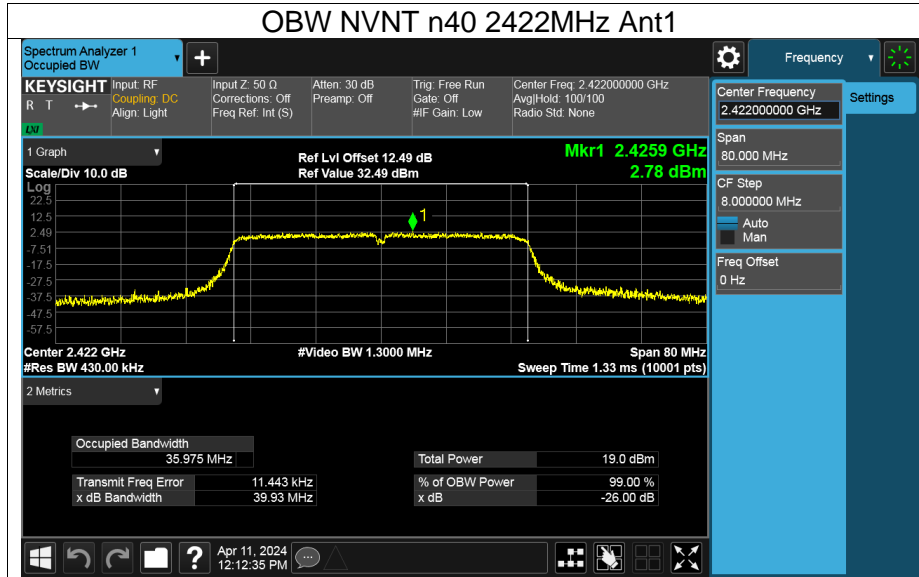 OBW NVNT n40 2422MHz Ant1
Spectrum Analyzer 1
Occupied BW
Frequency
KEYSIGHT
R T
LXI
Input: RF
Coupling: DC
Align: Light
Input Z: 50 Ω
Corrections: Off
Freq Ref: Int (S)
Atten: 30 dB
Preamp: Off
Trig: Free Run
Gate: Off
#IF Gain: Low
Center Freq: 2.422000000 GHz
Avg|Hold: 100/100
Radio Std: None
Center Frequency
2.422000000 GHz
Settings
Span
80.000 MHz
CF Step
8.000000 MHz
Auto
Man
Freq Offset
0 Hz
1 Graph
Scale/Div 10.0 dB
Ref Lvl Offset 12.49 dB
Ref Value 32.49 dBm
Mkr1 2.4259 GHz
2.78 dBm
Log
22.5
12.5
2.49
-7.51
-17.5
-27.5
-37.5
-47.5
-57.5
1
Center 2.422 GHz
#Video BW 1.3000 MHz
Span 80 MHz
#Res BW 430.00 kHz
Sweep Time 1.33 ms (10001 pts)
2 Metrics
Occupied Bandwidth
35.975 MHz
Total Power 19.0 dBm
Transmit Freq Error 11.443 kHz
% of OBW Power 99.00 %
x dB Bandwidth 39.93 MHz
x dB -26.00 dB
?
Apr 11, 2024
12:12:35 PM